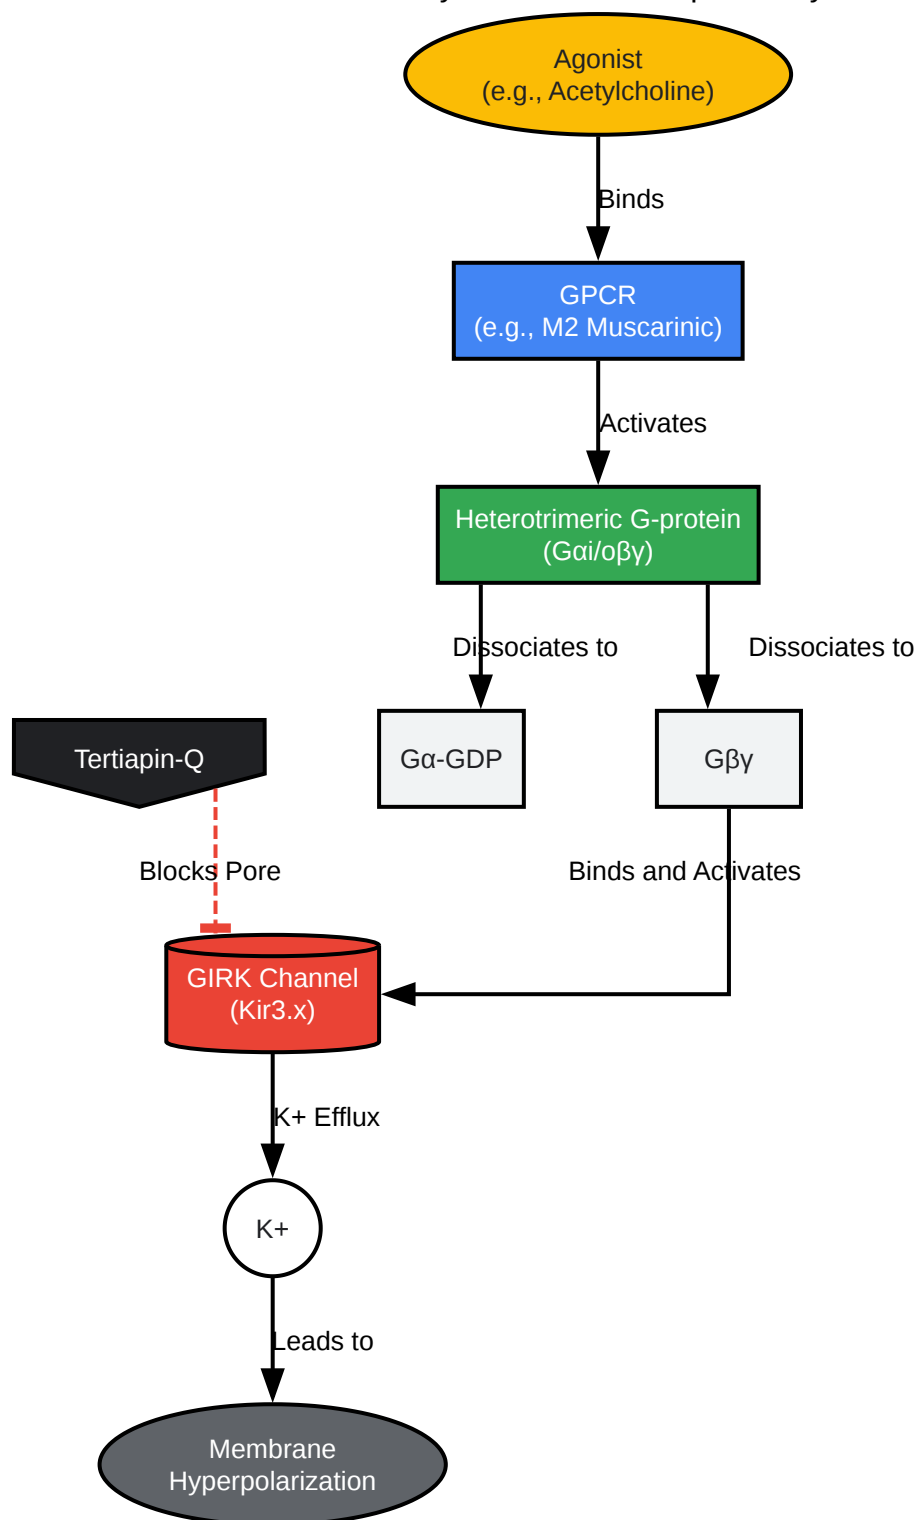 Agonist
(e.g., Acetylcholine)
Binds
GPCR
(e.g., M2 Muscarinic)
Activates
Heterotrimeric G-protein
(Gαi/oβγ)
Dissociates to
Dissociates to
Tertiapin-Q
Gα-GDP
Gβγ
Blocks Pore
Binds and Activates
GIRK Channel
(Kir3.x)
K+ Efflux
K+
Leads to
Membrane
Hyperpolarization